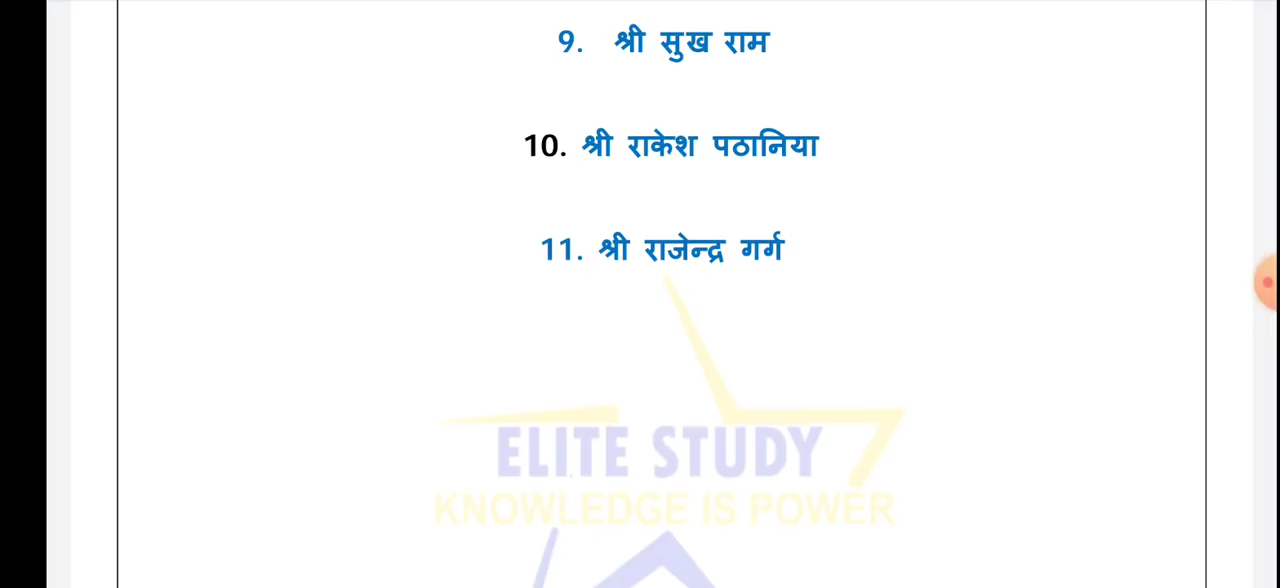 9. श्री सुख राम
10. श्री राकेश पठानिया
11. श्री राजेन्द्र गर्ग
ELITE STUDY
KNOWLEDGE IS POWER